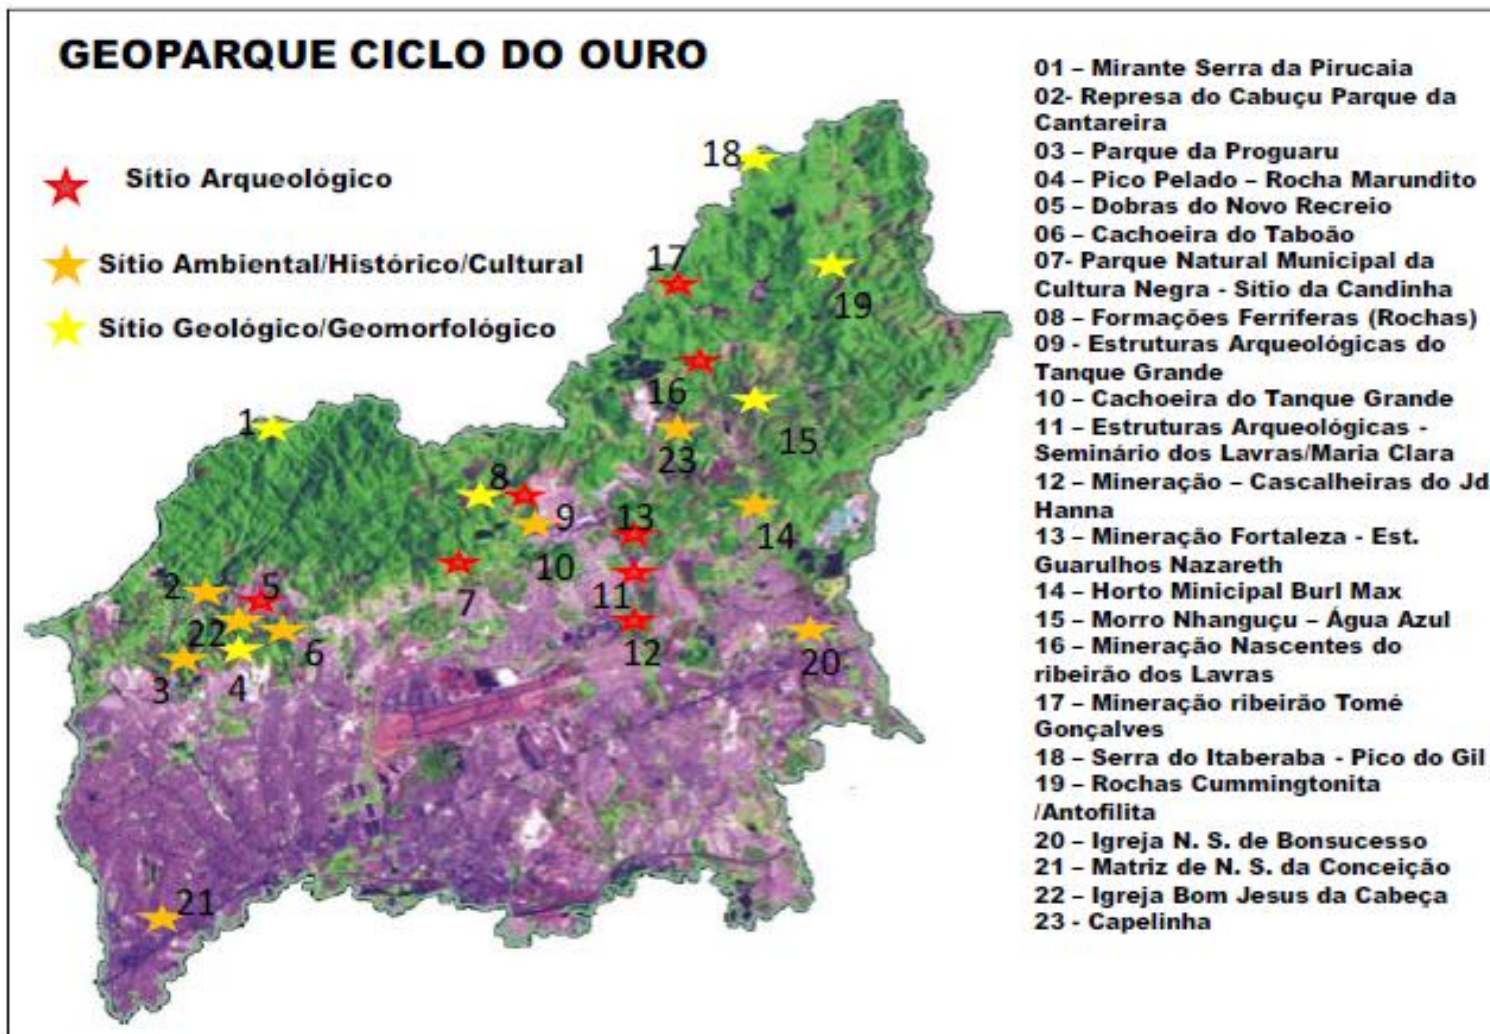 GEOPARQUE CICLO DO OURO
Sítio Arqueológico
Sítio Ambiental/Histórico/Cultural
Sítio Geológico/Geomorfológico
18
17
19
16
1
15
23
8
9
13
14
10
2
5
7
11
22
6
12
20
3
4
21
01 – Mirante Serra da Pirucaia
02- Represa do Cabuçu Parque da
Cantareira
03 – Parque da Proguaru
04 – Pico Pelado – Rocha Marundito
05 – Dobras do Novo Recreio
06 – Cachoeira do Taboão
07- Parque Natural Municipal da
Cultura Negra - Sítio da Candinha
08 – Formações Ferríferas (Rochas)
09 - Estruturas Arqueológicas do
Tanque Grande
10 – Cachoeira do Tanque Grande
11 – Estruturas Arqueológicas -
Seminário dos Lavras/Maria Clara
12 – Mineração – Cascalheiras do Jd
Hanna
13 – Mineração Fortaleza - Est.
Guarulhos Nazareth
14 – Horto Minicipal Burl Max
15 – Morro Nhanguçu – Água Azul
16 – Mineração Nascentes do
ribeirão dos Lavras
17 – Mineração ribeirão Tomé
Gonçalves
18 – Serra do Itaberaba - Pico do Gil
19 – Rochas Cummingtonita
/Antofilita
20 – Igreja N. S. de Bonsucesso
21 – Matriz de N. S. da Conceição
22 – Igreja Bom Jesus da Cabeça
23 - Capelinha